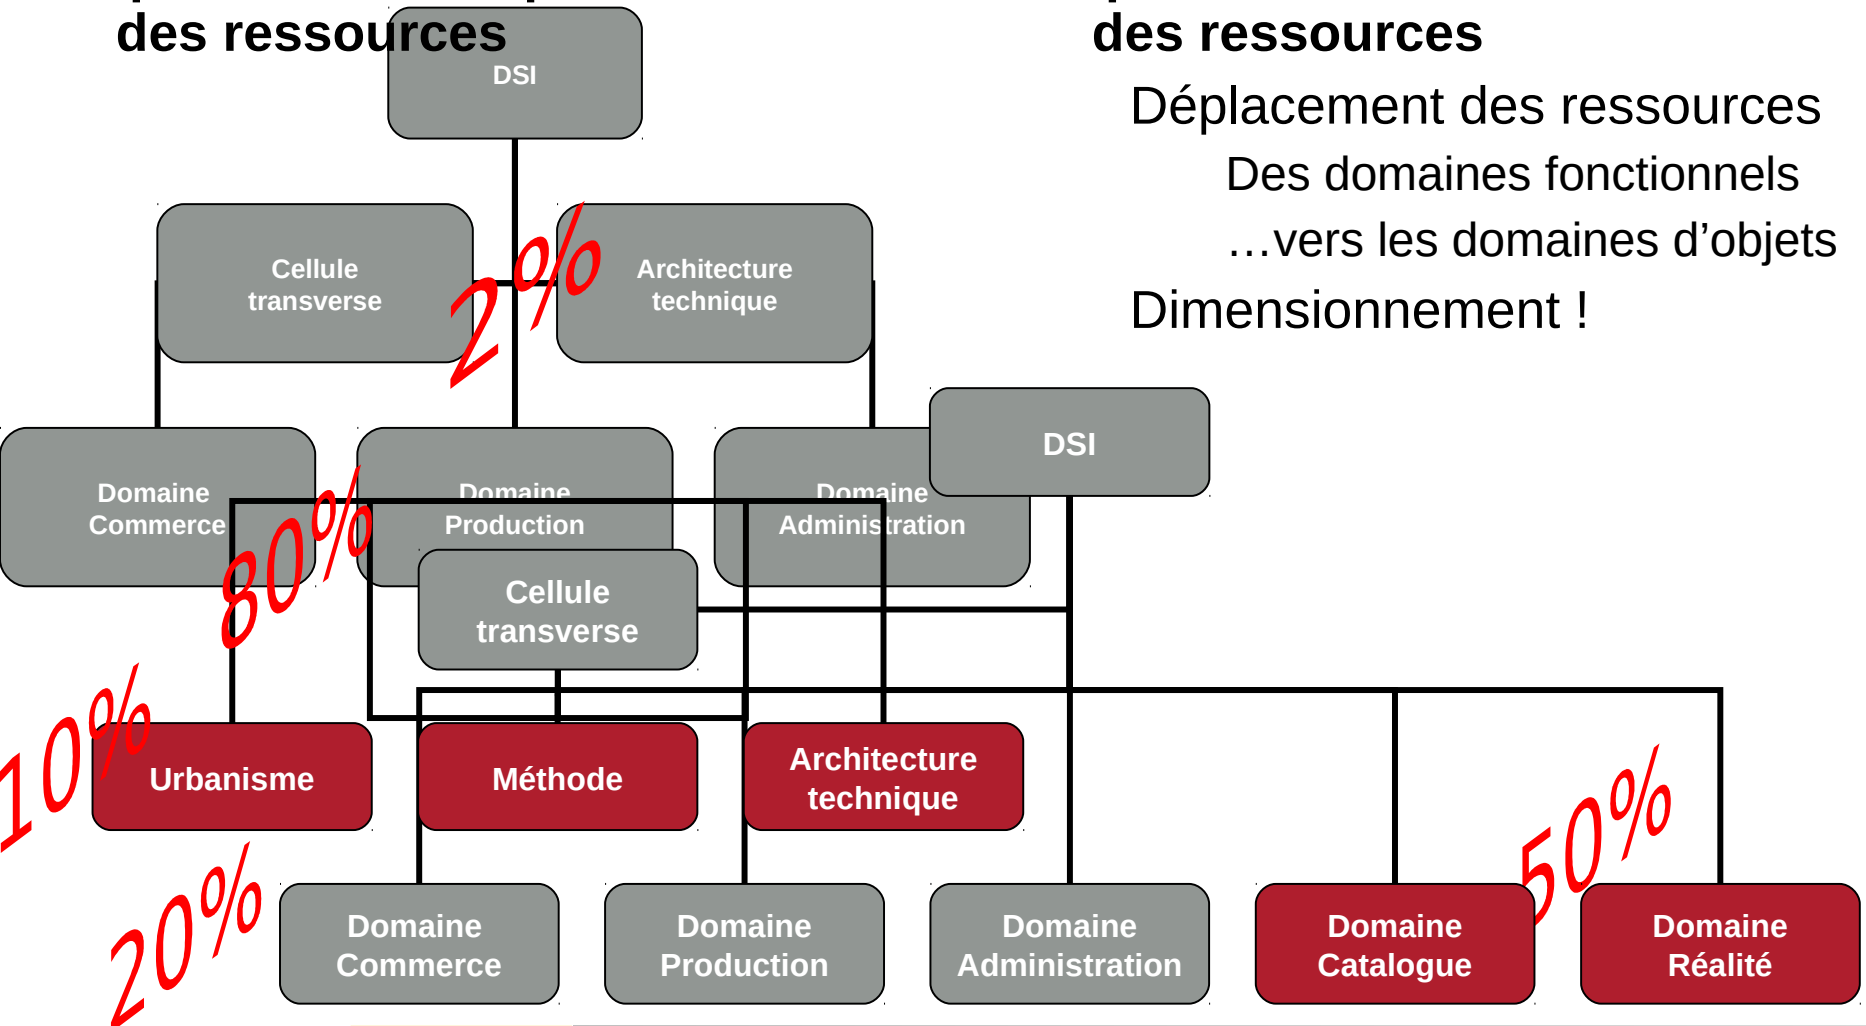 des ressources
DSI
Cellule
transverse
Architecture
technique
2%
Domaine
Commerce
Domaine
Production
Domaine
Administration
80%
des ressources
Déplacement des ressources
Des domaines fonctionnels
…vers les domaines d’objets
Dimensionnement !
DSI
Cellule
transverse
10%
Urbanisme
Méthode
Architecture
technique
20%
Domaine
Commerce
Domaine
Production
Domaine
Administration
Domaine
Catalogue
50%
Domaine
Réalité